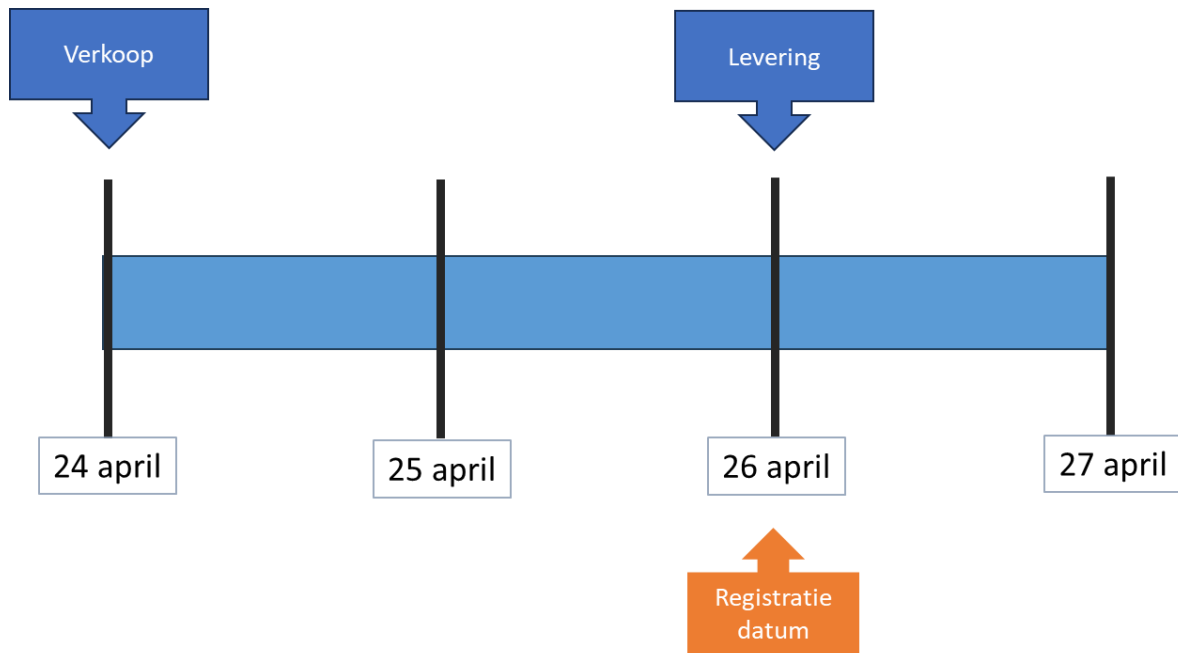 Verkoop
Levering
24 april
25 april
26 april
27 april
Registratie
datum